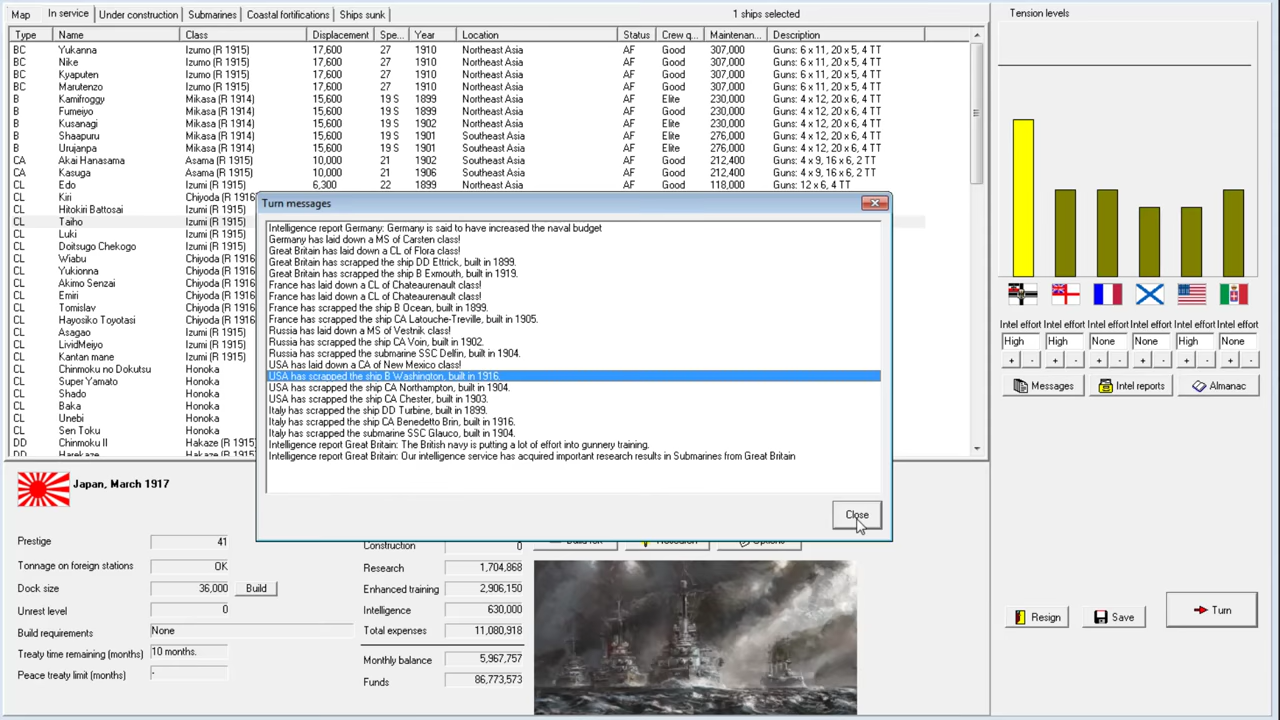 Map In service Under construction Submarines Coastal fortifications Ships sunk 1 ships selected Tension levels
Type Name Class Displacement Spe... Year Location Status Crew q... Maintenan... Description
BC Yukanna Izumo (R 1915) 17,600 27 1910 Northeast Asia AF Good 307,000 Guns: 6 x 11, 20 x 5, 4 TT
BC Nike Izumo (R 1915) 17,600 27 1910 Northeast Asia AF Good 307,000 Guns: 6 x 11, 20 x 5, 4 TT
BC Kyaputen Izumo (R 1915) 17,600 27 1910 Northeast Asia AF Good 307,000 Guns: 6 x 11, 20 x 5, 4 TT
BC Marutenzo Izumo (R 1915) 17,600 27 1910 Northeast Asia AF Good 307,000 Guns: 6 x 11, 20 x 5, 4 TT
B Kamifroggy Mikasa (R 1914) 15,600 19 S 1899 Northeast Asia AF Elite 230,000 Guns: 4 x 12, 20 x 6, 2 TT
B Fumeiyo Mikasa (R 1914) 15,600 19 S 1899 Northeast Asia AF Good 230,000 Guns: 4 x 12, 20 x 6, 2 TT
B Kusanagi Mikasa (R 1914) 15,600 19 S 1902 Northeast Asia AF Elite 230,000 Guns: 4 x 12, 20 x 6, 2 TT
B Shaapuru Mikasa (R 1914) 15,600 19 S 1901 Southeast Asia AF Elite 276,000 Guns: 4 x 12, 20 x 6, 2 TT
B Urujanpa Mikasa (R 1914) 15,600 19 S 1901 Southeast Asia AF Elite 276,000 Guns: 4 x 12, 20 x 6, 2 TT
CA Akai Hanasama Asama (R 1915) 10,000 21 1902 Southeast Asia AF Good 212,400 Guns: 4 x 9, 16 x 6, 2 TT
CA Kasuga Asama (R 1915) 10,000 21 1906 Southeast Asia AF Good 212,400 Guns: 4 x 9, 16 x 6, 2 TT
CL Edo Izumi (R 1915) 6,300 22 1899 Northeast Asia AF Good 118,000 Guns: 12 x 6, 4 TT
CL Kiri Chiyoda (R 1916)
CL Hitokiri Battosai Izumi (R 1915)
CL Taiho Izumi (R 1915)
CL Luki Izumi (R 1915)
CL Doitsugo Chekogo Izumi (R 1915)
CL Wiabu Chiyoda (R 1916)
CL Yukionna Chiyoda (R 1916)
CL Akimo Senzai Chiyoda (R 1916)
CL Emiri Chiyoda (R 1916)
CL Tomislav Chiyoda (R 1916)
CL Hayosiko Toyotasi Chiyoda (R 1916)
CL Asagao Izumi (R 1915)
CL LividMeiyo Izumi (R 1915)
CL Kantan mane Izumi (R 1915)
CL Chinmoku no Dokutsu Honoka
CL Super Yamato Honoka
CL Shado Honoka
CL Baka Honoka
CL Unebi Honoka
CL Sen Toku Honoka
DD Chinmoku II Hakaze (R 1915)
DD Harekaze Hakaze (R 1915)
Turn messages
Intelligence report Germany: Germany is said to have increased the naval budget
Germany has laid down a MS of Carsten class!
Great Britain has laid down a CL of Flora class!
Great Britain has scrapped the ship DD Ettrick, built in 1899.
Great Britain has scrapped the ship B Exmouth, built in 1919.
France has laid down a CL of Chateaurenault class!
France has laid down a CL of Chateaurenault class!
France has scrapped the ship B Ocean, built in 1899.
France has scrapped the ship CA Latouche-Treville, built in 1905.
Russia has laid down a MS of Vestnik class!
Russia has scrapped the ship CA Voin, built in 1902.
Russia has scrapped the submarine SSC Delfin, built in 1904.
USA has laid down a CA of New Mexico class!
USA has scrapped the ship B Washington, built in 1916.
USA has scrapped the ship CA Northampton, built in 1904.
USA has scrapped the ship CA Chester, built in 1903.
Italy has scrapped the ship DD Turbine, built in 1899.
Italy has scrapped the ship CA Benedetto Brin, built in 1916.
Italy has scrapped the submarine SSC Glauco, built in 1904.
Intelligence report Great Britain: The British navy is putting a lot of effort into gunnery training.
Intelligence report Great Britain: Our intelligence service has acquired important research results in Submarines from Great Britain
Close
Intel effort Intel effort Intel effort Intel effort Intel effort Intel effort
High High None None None None
+ - + - + - + - + - + -
Messages Intel reports Almanac
Japan, March 1917
Prestige 41
Tonnage on foreign stations OK
Dock size 36,000 Build
Unrest level 0
Build requirements None
Treaty time remaining (months) 10 months.
Peace treaty limit (months) -
Construction 0
Research 1,704,868
Enhanced training 2,906,150
Intelligence 630,000
Total expenses 11,080,918
Monthly balance 5,967,757
Funds 86,773,573
Resign Save Turn